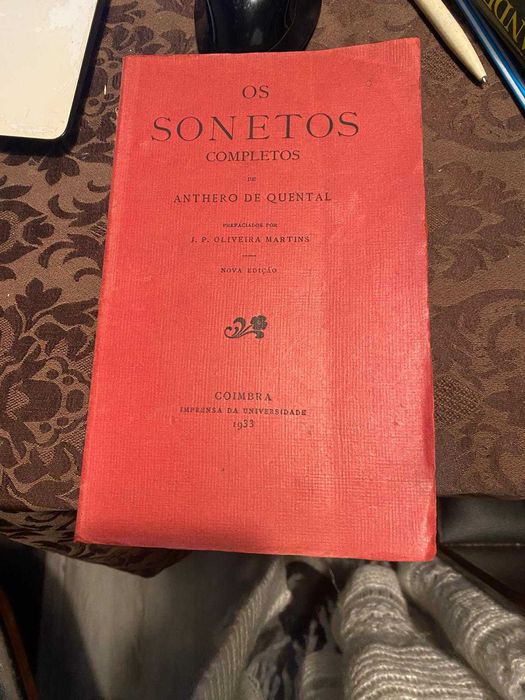 OS
SONETOS
COMPLETOS
DE
ANTHERO DE QUENTAL
PREFACIADOS POR
J. P. OLIVEIRA MARTINS
NOVA EDIÇÃO
COIMBRA
IMPRENSA DA UNIVERSIDADE
1933